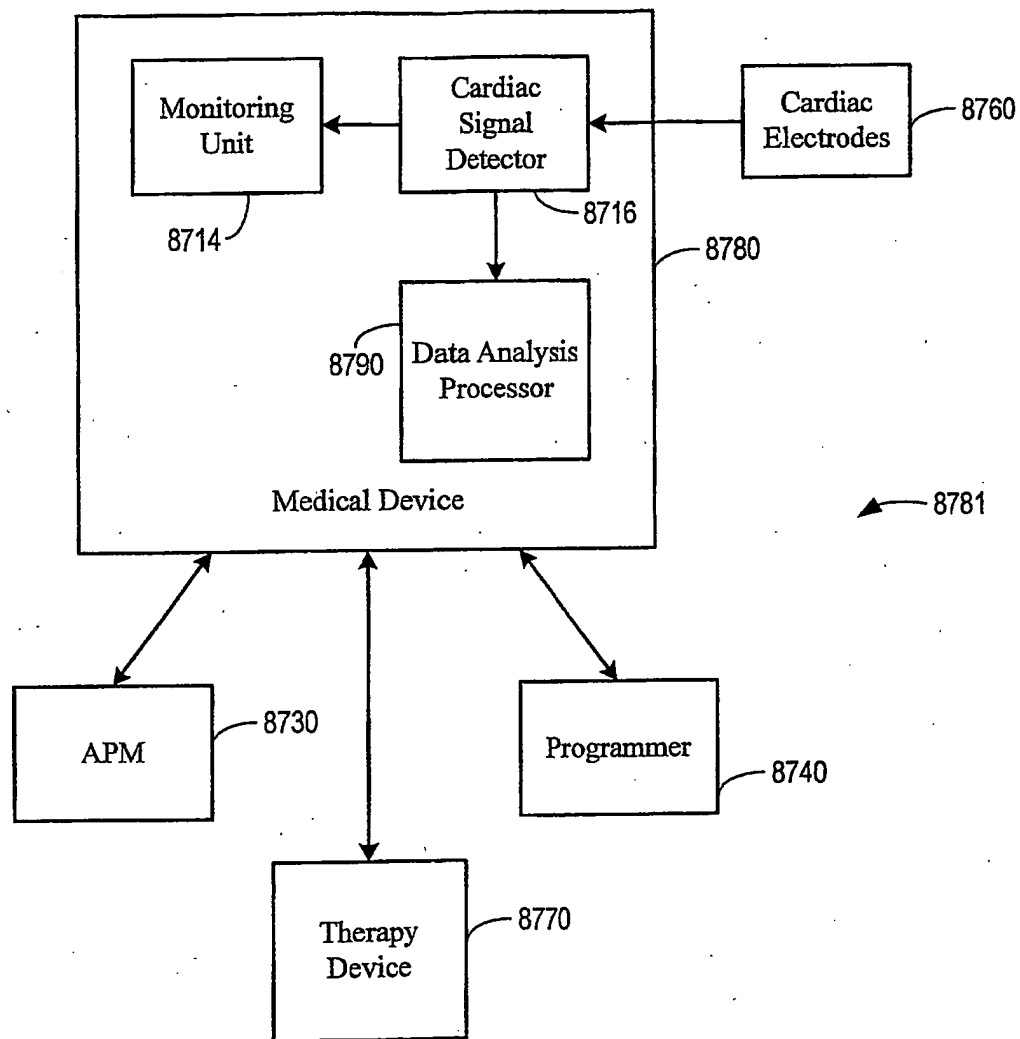 Monitoring
Unit
8714
Cardiac
Signal
Detector
8716
Cardiac
Electrodes
8760
8780
8790
Data Analysis
Processor
Medical Device
8781
APM
8730
Programmer
8740
Therapy
Device
8770